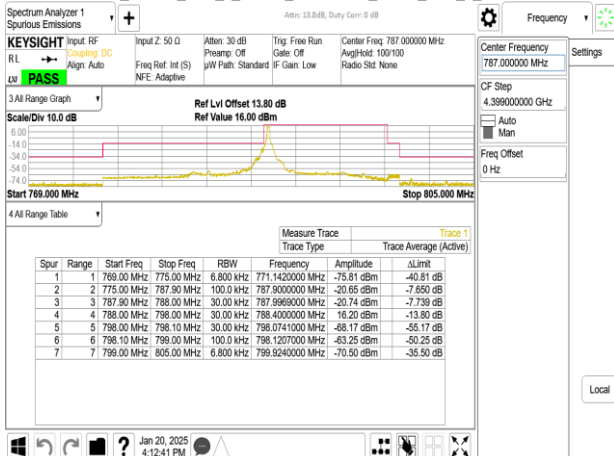 Spectrum Analyzer 1
Spurious Emissions
Attn: 13.8dB, Duty Corr: 0 dB
Frequency
KEYSIGHT
RL
LXI PASS
Input: RF
Coupling: DC
Align: Auto
Input Z: 50 Ω
Freq Ref: Int (S)
NFE: Adaptive
Atten: 30 dB
Preamp: Off
µW Path: Standard
Trig: Free Run
Gate: Off
IF Gain: Low
Center Freq: 787.000000 MHz
Avg|Hold: 100/100
Radio Std: None
Center Frequency
787.000000 MHz
Settings
CF Step
4.399000000 GHz
Auto
Man
Freq Offset
0 Hz
Local
3 All Range Graph
Scale/Div 10.0 dB
Ref Lvl Offset 13.80 dB
Ref Value 16.00 dBm
6.00
-14.0
-34.0
-54.0
-74.0
Start 769.000 MHz
Stop 805.000 MHz
4 All Range Table
Measure Trace Trace 1
Trace Type Trace Average (Active)
Spur Range Start Freq Stop Freq RBW Frequency Amplitude ΔLimit
1 1 769.00 MHz 775.00 MHz 6.800 kHz 771.1420000 MHz -75.81 dBm -40.81 dB
2 2 775.00 MHz 787.90 MHz 100.0 kHz 787.9000000 MHz -20.65 dBm -7.650 dB
3 3 787.90 MHz 788.00 MHz 30.00 kHz 787.9969000 MHz -20.74 dBm -7.739 dB
4 4 788.00 MHz 798.00 MHz 30.00 kHz 788.4000000 MHz 16.20 dBm -13.80 dB
5 5 798.00 MHz 798.10 MHz 30.00 kHz 798.0741000 MHz -68.17 dBm -55.17 dB
6 6 798.10 MHz 799.00 MHz 100.0 kHz 798.1207000 MHz -63.25 dBm -50.25 dB
7 7 799.00 MHz 805.00 MHz 6.800 kHz 799.9240000 MHz -70.50 dBm -35.50 dB
Jan 20, 2025
4:12:41 PM